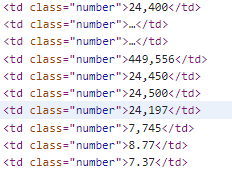 <td class="number">24,400</td>
<td class="number">…</td>
<td class="number">…</td>
<td class="number">449,556</td>
<td class="number">24,450</td>
<td class="number">24,500</td>
<td class="number">24,197</td>
<td class="number">7,745</td>
<td class="number">8.77</td>
<td class="number">7.37</td>